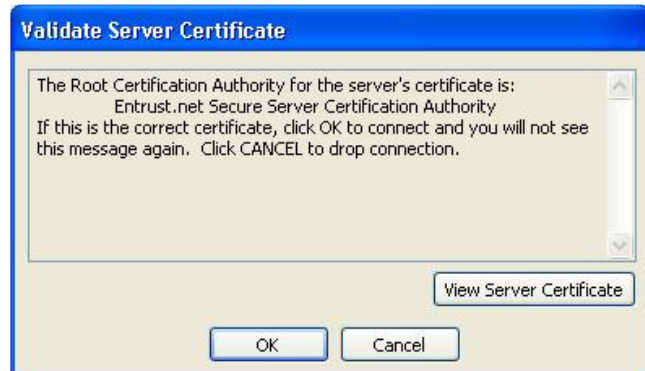 Validate Server Certificate
The Root Certification Authority for the server's certificate is:
Entrust.net Secure Server Certification Authority
If this is the correct certificate, click OK to connect and you will not see
this message again. Click CANCEL to drop connection.
View Server Certificate
OK
Cancel